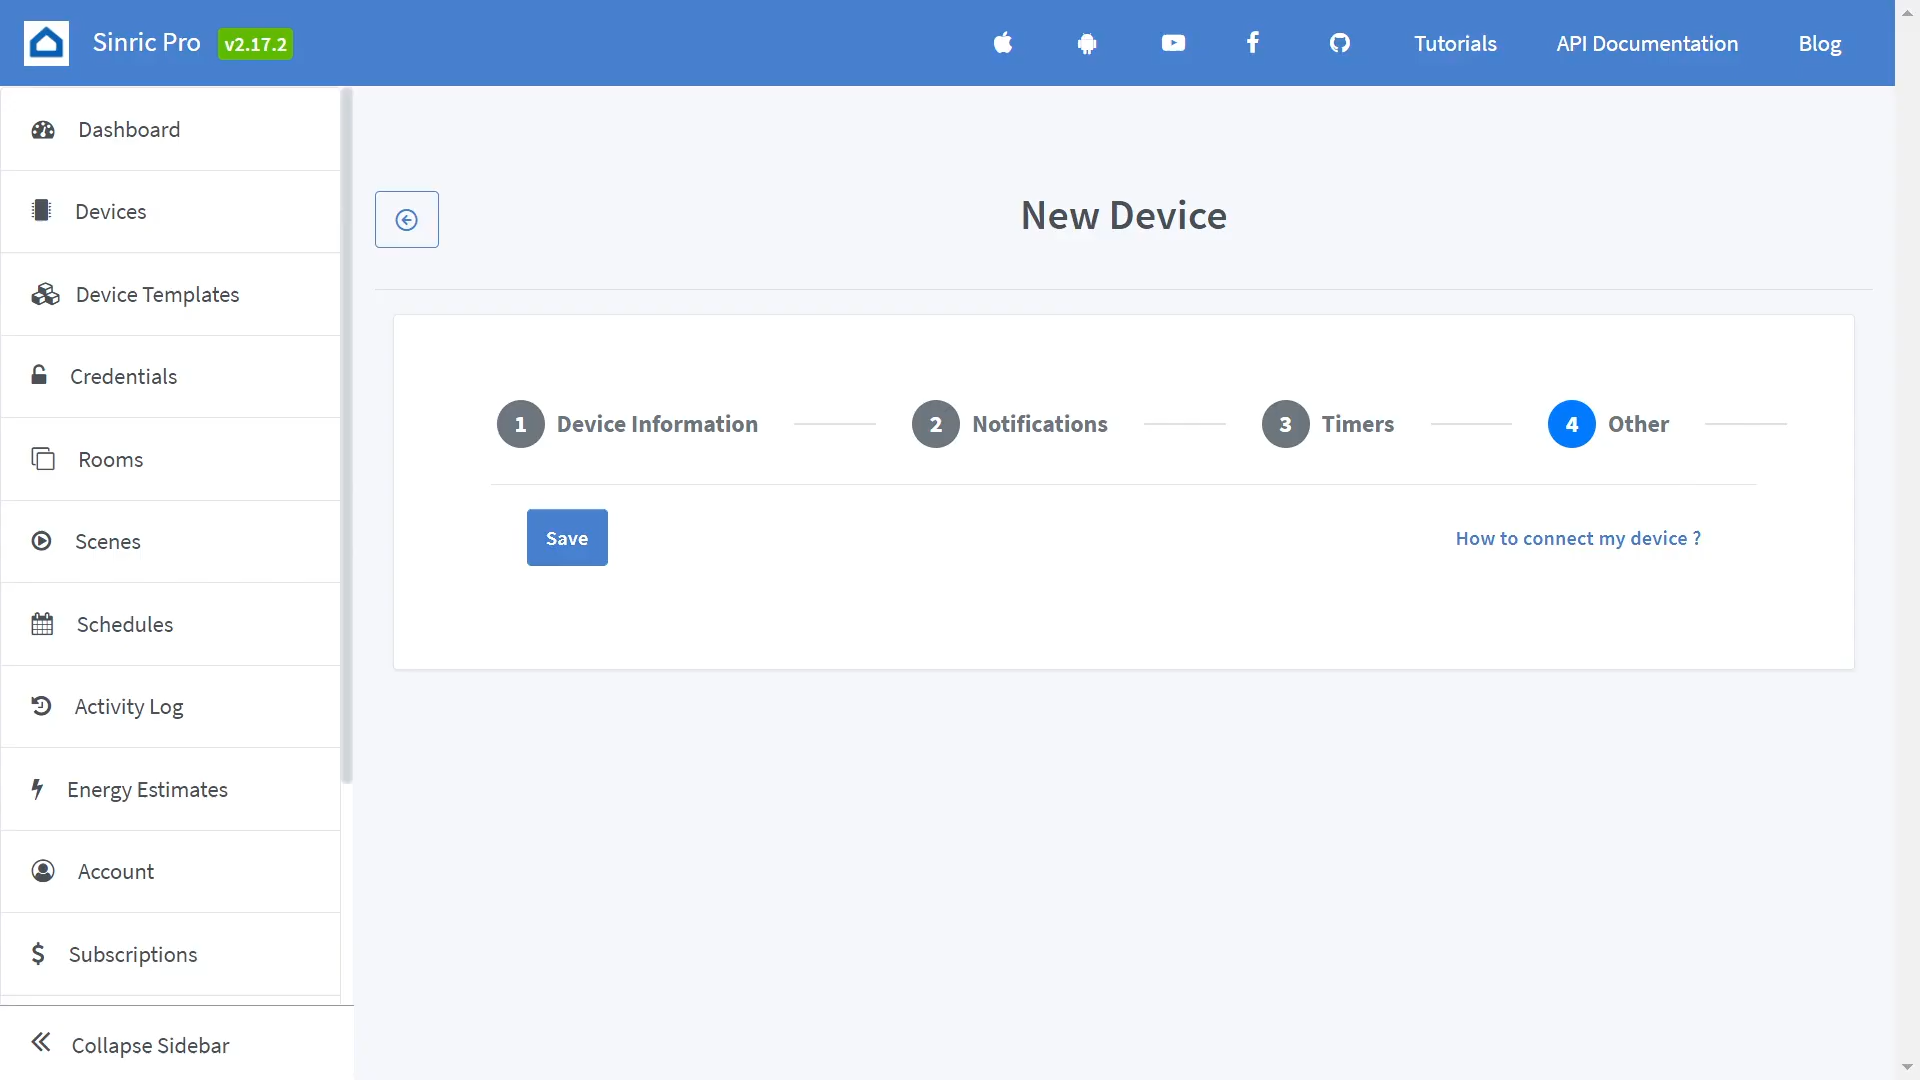 Sinric Pro v2.17.2
Tutorials
API Documentation
Blog
Dashboard
Devices
Device Templates
Credentials
Rooms
Scenes
Schedules
Activity Log
Energy Estimates
Account
Subscriptions
Collapse Sidebar
New Device
1 Device Information
2 Notifications
3 Timers
4 Other
Save
How to connect my device ?